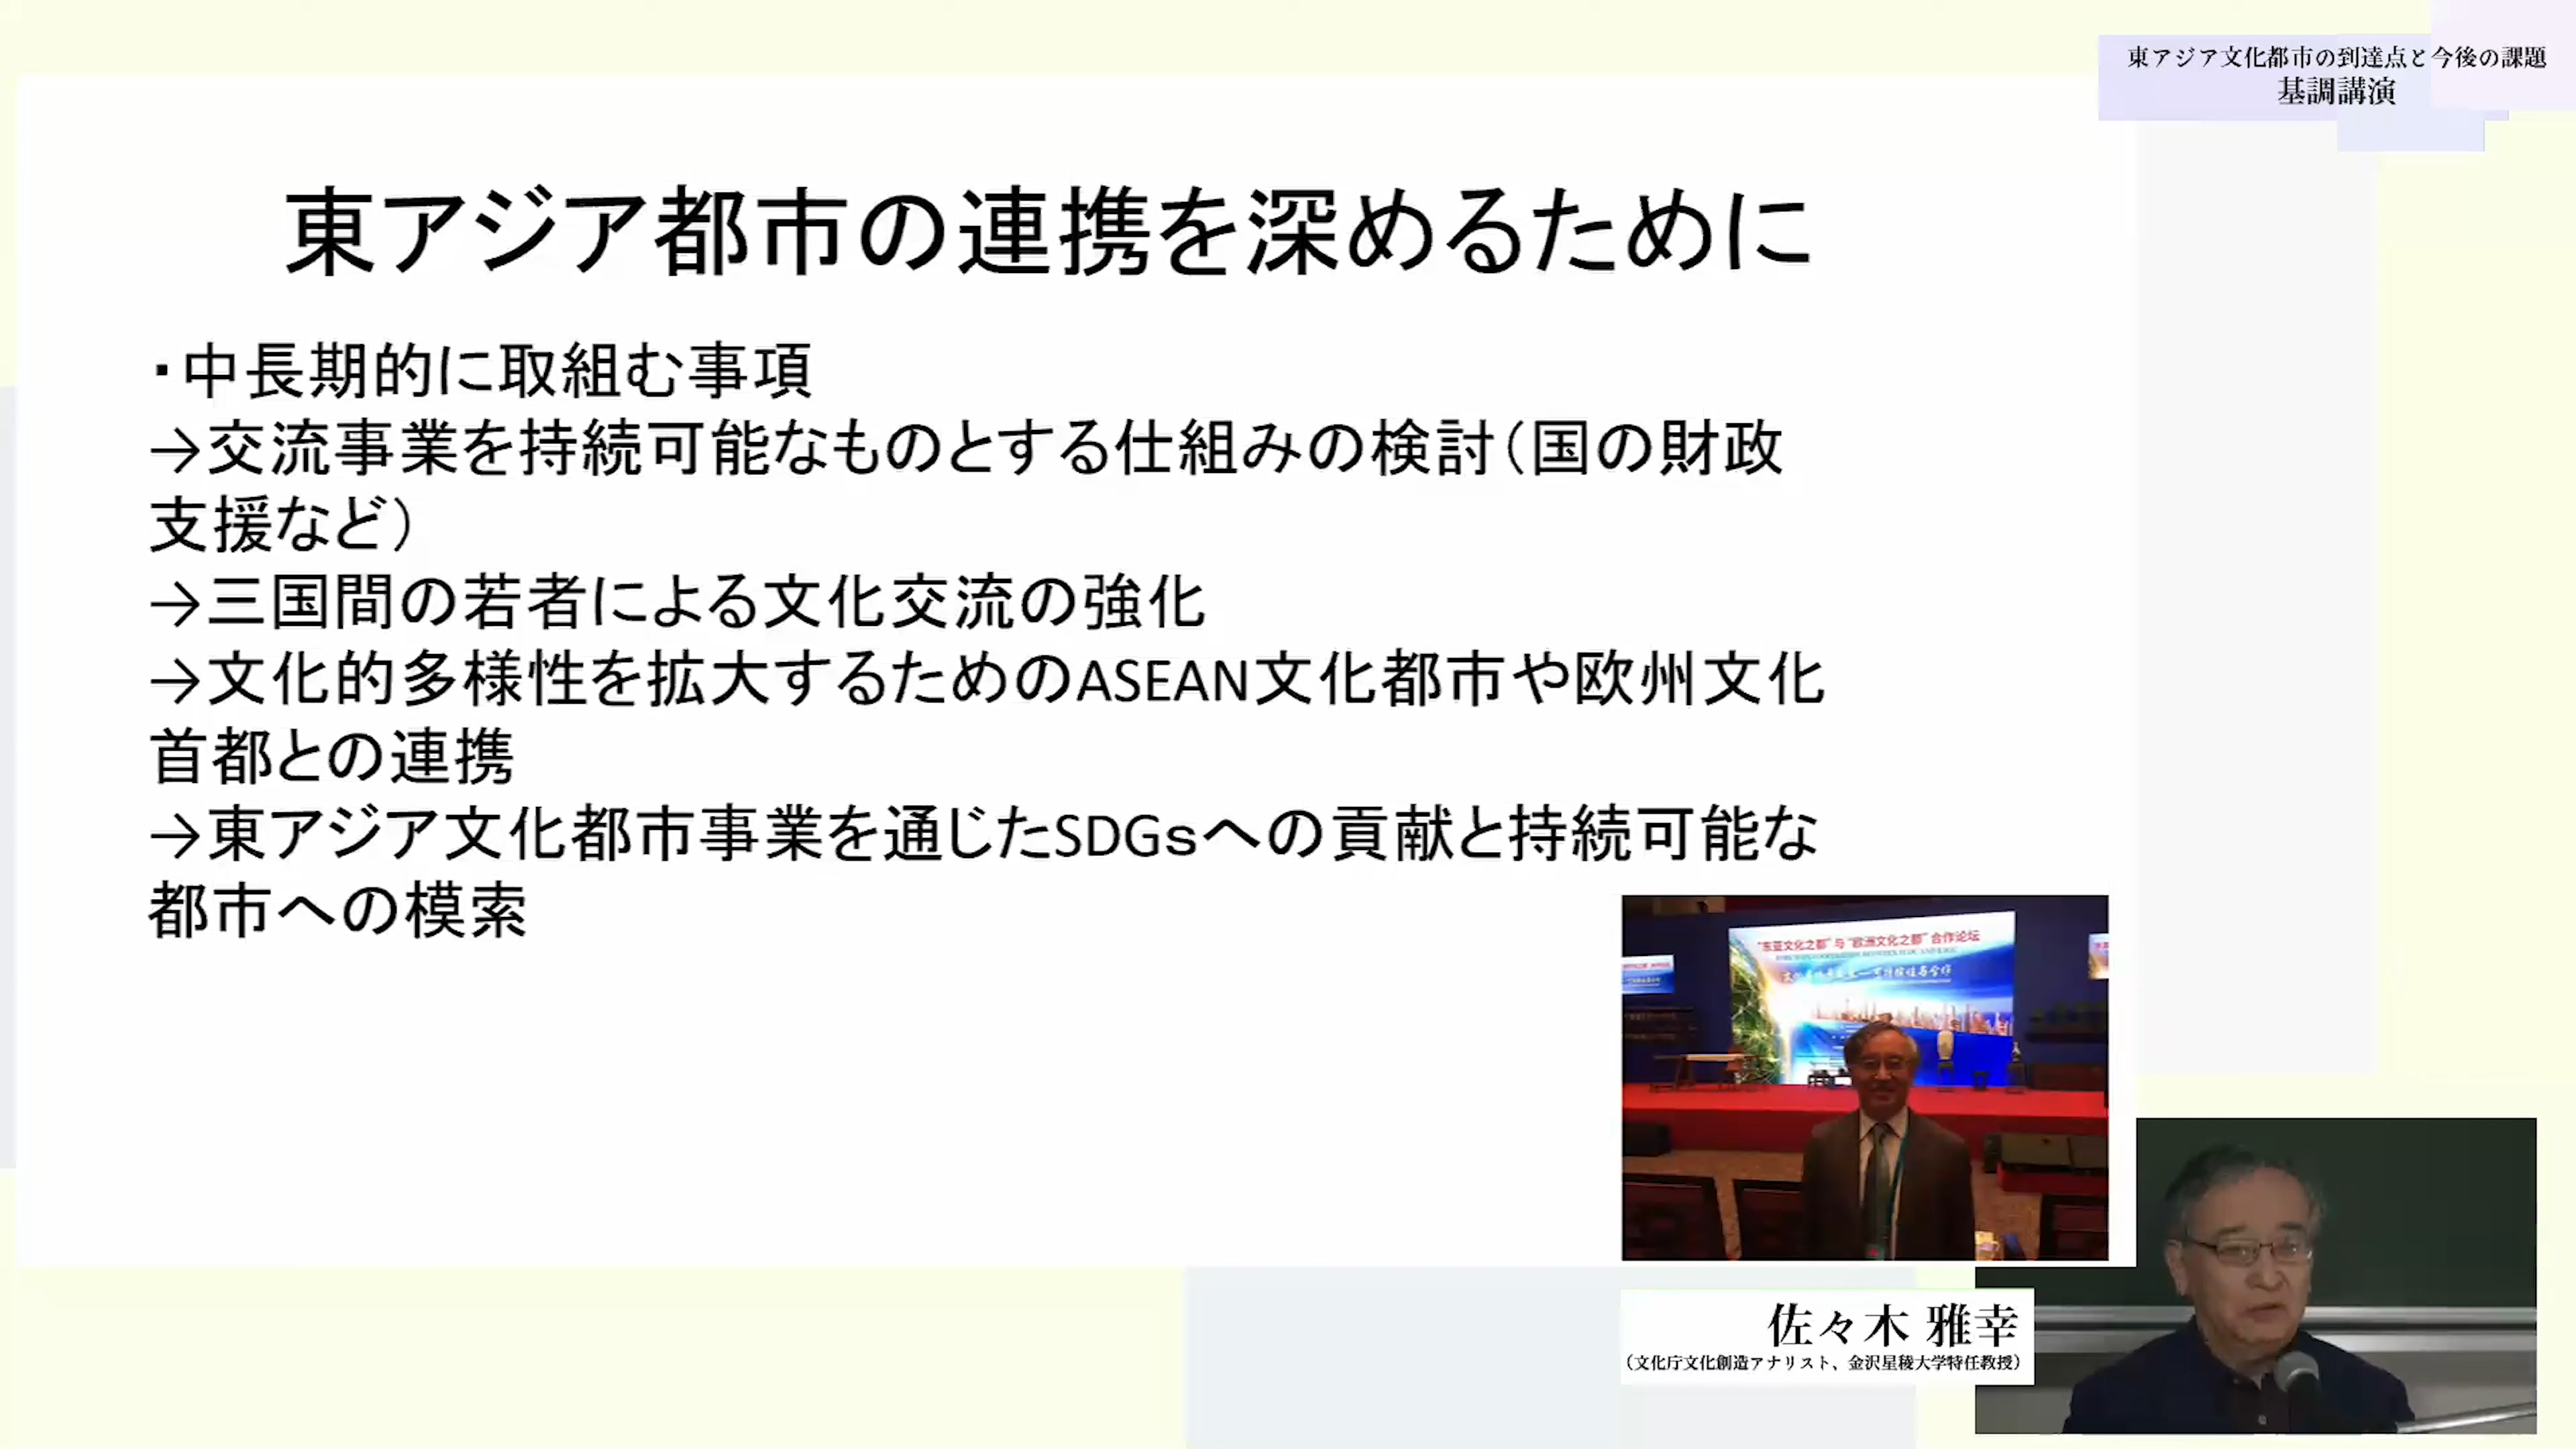 東アジア文化都市の到達点と今後の課題
基調講演
東アジア都市の連携を深めるために
・中長期的に取組む事項
→交流事業を持続可能なものとする仕組みの検討（国の財政
支援など）
→三国間の若者による文化交流の強化
→文化的多様性を拡大するためのASEAN文化都市や欧州文化
首都との連携
→東アジア文化都市事業を通じたSDGsへの貢献と持続可能な
都市への模索
“东亚文化之都”与“欧洲文化之都”合作论坛
佐々木 雅幸
（文化庁文化創造アナリスト、金沢星稜大学特任教授）